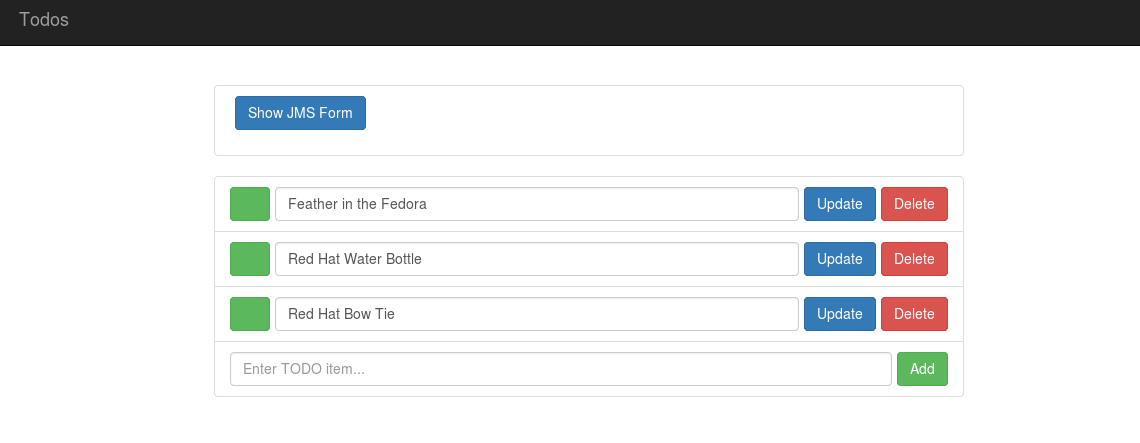 Todos
Show JMS Form
Feather in the Fedora Update Delete
Red Hat Water Bottle Update Delete
Red Hat Bow Tie Update Delete
Enter TODO item... Add